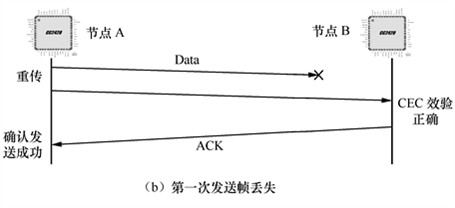 节点 A
节点 B
Data
重传
CEC 效验
正确
确认发
送成功
ACK
（b）第一次发送帧丢失